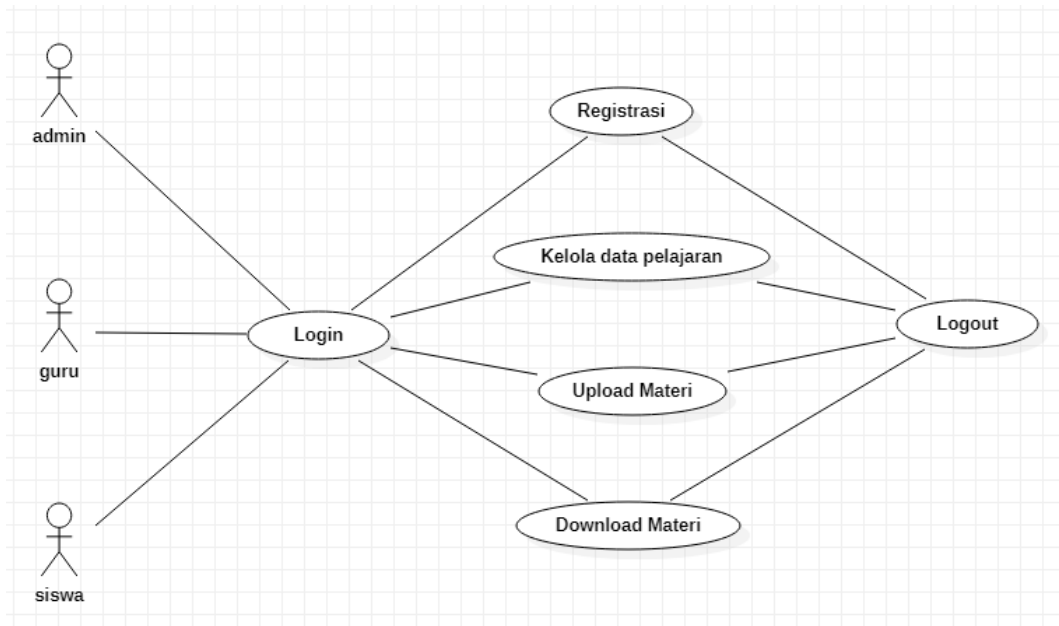 admin
Registrasi
Kelola data pelajaran
Login
Logout
guru
Upload Materi
Download Materi
siswa